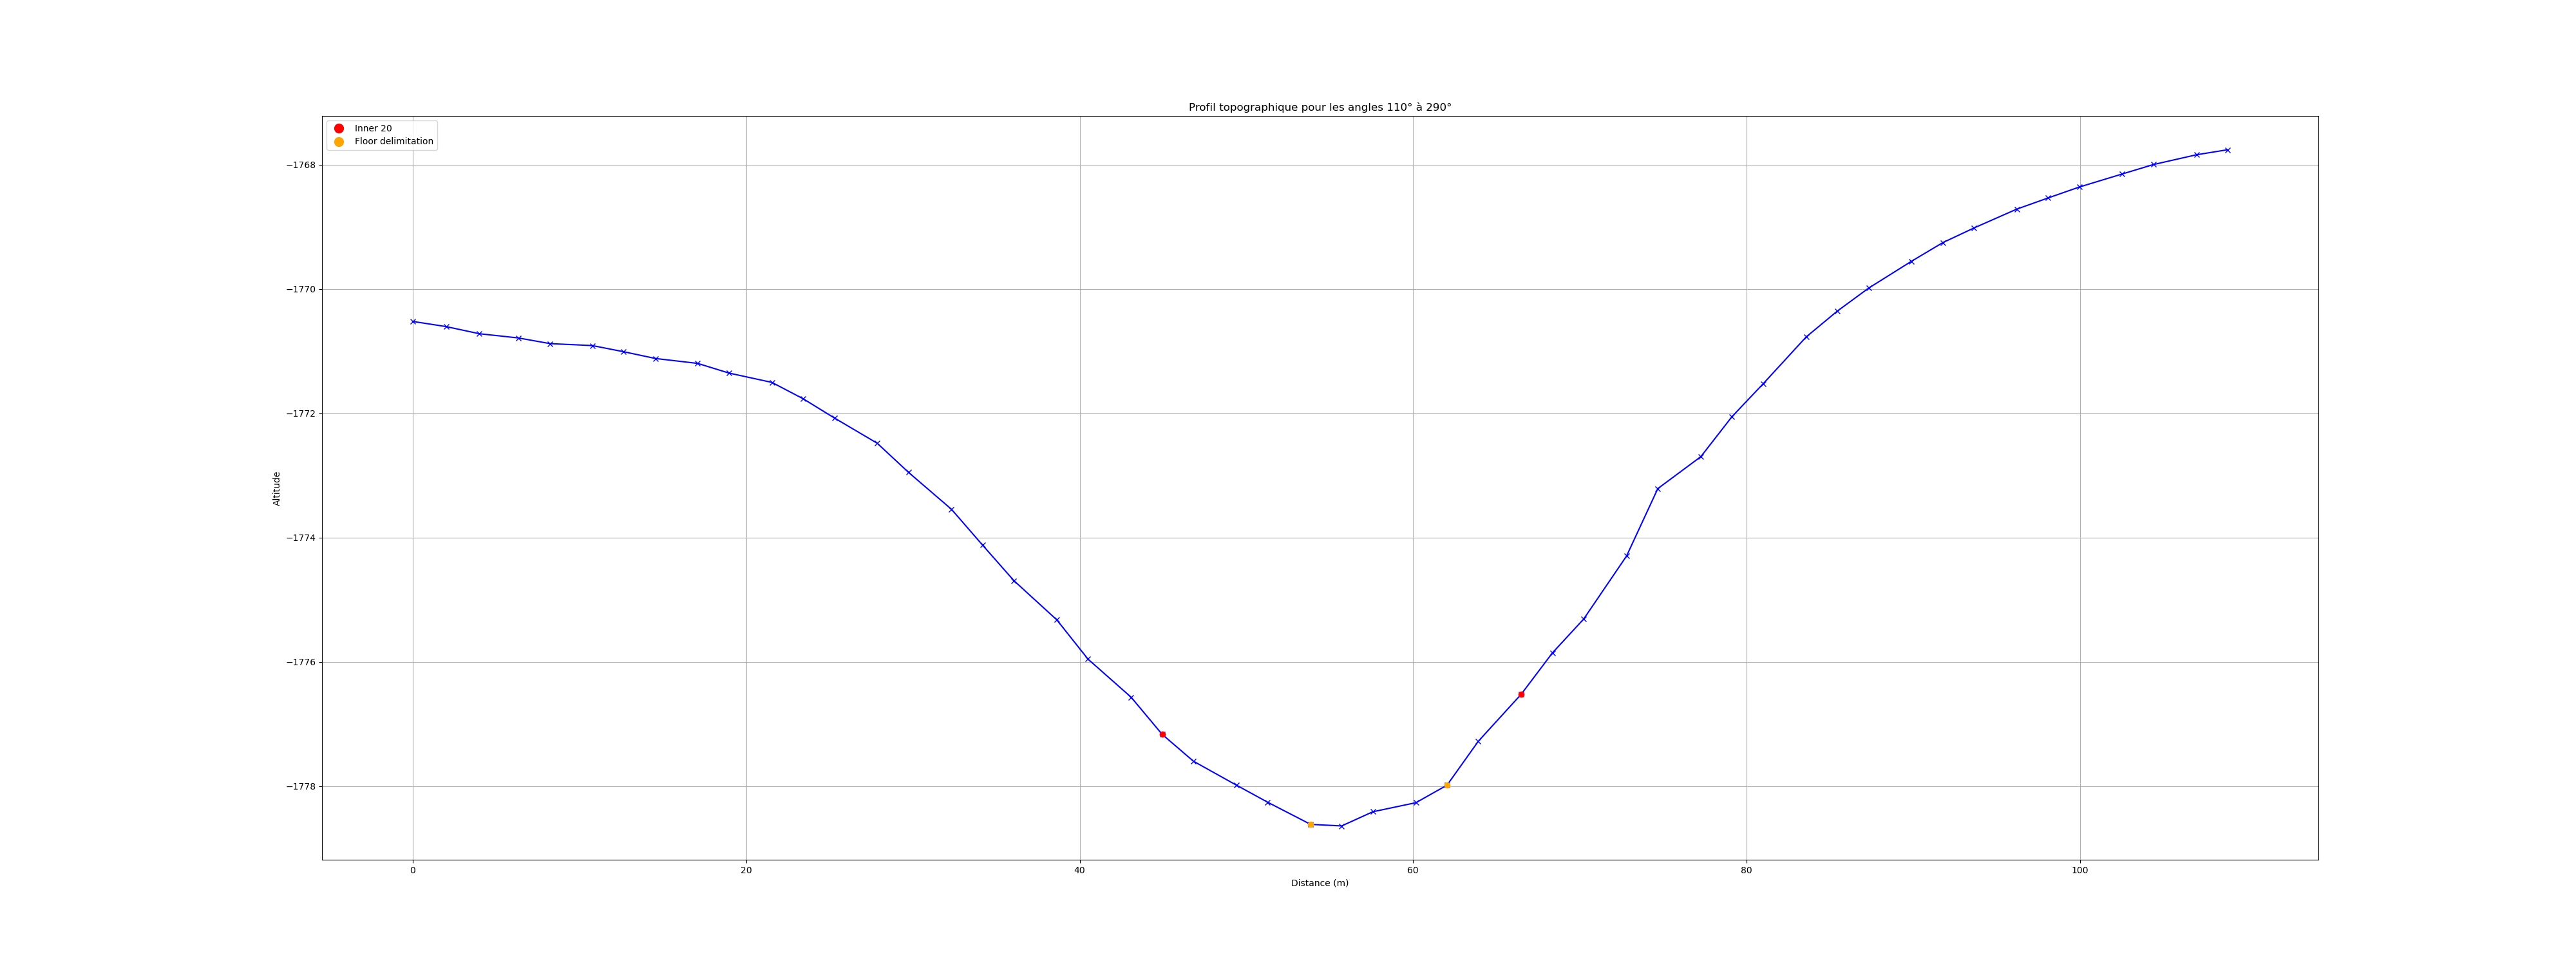 Profil topographique pour les angles 110° à 290°
Inner 20
Floor delimitation
−1768
−1770
−1772
−1774
−1776
−1778
Altitude
0 20 40 60 80 100
Distance (m)